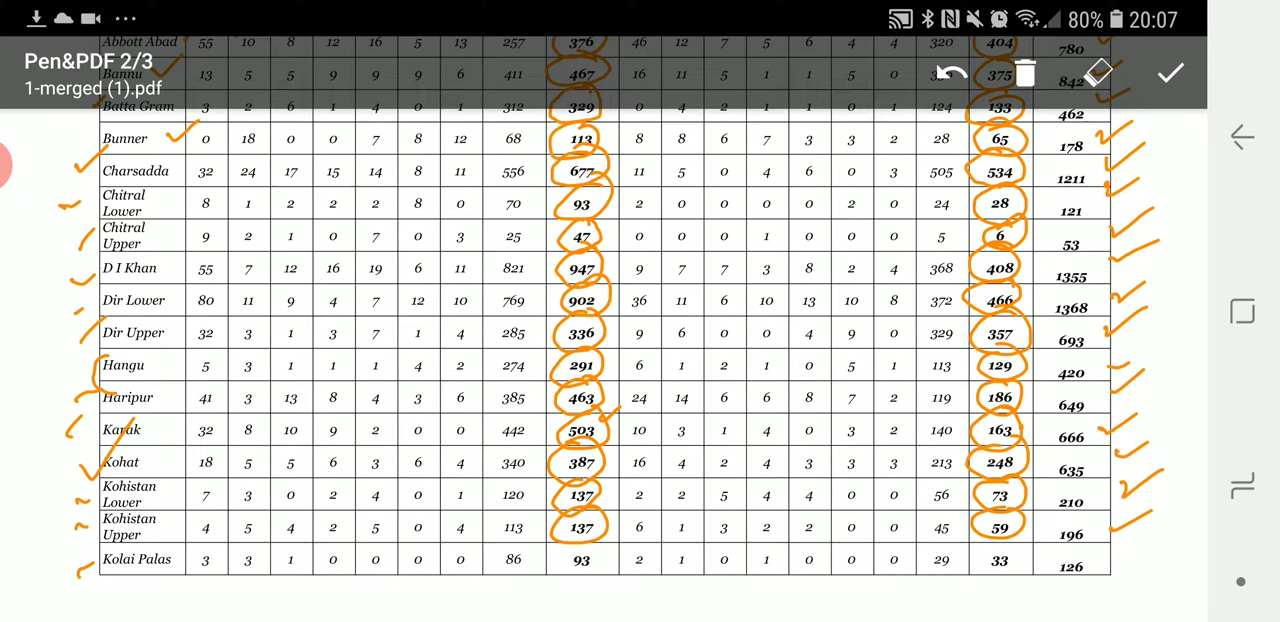 80% 20:07
Pen&PDF 2/3
1-merged (1).pdf
Abbott Abad 55 10 8 12 16 5 13 257 376 46 12 7 5 6 4 4 320 404 780
Bannu 13 5 5 9 9 9 6 411 467 16 11 5 1 1 5 0 375 842
Batta Gram 3 2 6 1 4 0 1 312 329 0 4 2 1 1 0 1 124 133 462
Bunner 0 18 0 0 7 8 12 68 113 8 8 6 7 3 3 2 28 65 178
Charsadda 32 24 17 15 14 8 11 556 677 11 5 0 4 6 0 3 505 534 1211
Chitral Lower 8 1 2 2 2 8 0 70 93 2 0 0 0 0 2 0 24 28 121
Chitral Upper 9 2 1 0 7 0 3 25 47 0 0 0 1 0 0 0 5 6 53
D I Khan 55 7 12 16 19 6 11 821 947 9 7 7 3 8 2 4 368 408 1355
Dir Lower 80 11 9 4 7 12 10 769 902 36 11 6 10 13 10 8 372 466 1368
Dir Upper 32 3 1 3 7 1 4 285 336 9 6 0 0 4 9 0 329 357 693
Hangu 5 3 1 1 1 4 2 274 291 6 1 2 1 0 5 1 113 129 420
Haripur 41 3 13 8 4 3 6 385 463 24 14 6 6 8 7 2 119 186 649
Karak 32 8 10 9 2 0 0 442 503 10 3 1 4 0 3 2 140 163 666
Kohat 18 5 5 6 3 6 4 340 387 16 4 2 4 3 3 3 213 248 635
Kohistan Lower 7 3 0 2 4 0 1 120 137 2 2 5 4 4 0 0 56 73 210
Kohistan Upper 4 5 4 2 5 0 4 113 137 6 1 3 2 2 0 0 45 59 196
Kolai Palas 3 3 1 0 0 0 0 86 93 2 1 0 1 0 0 0 29 33 126